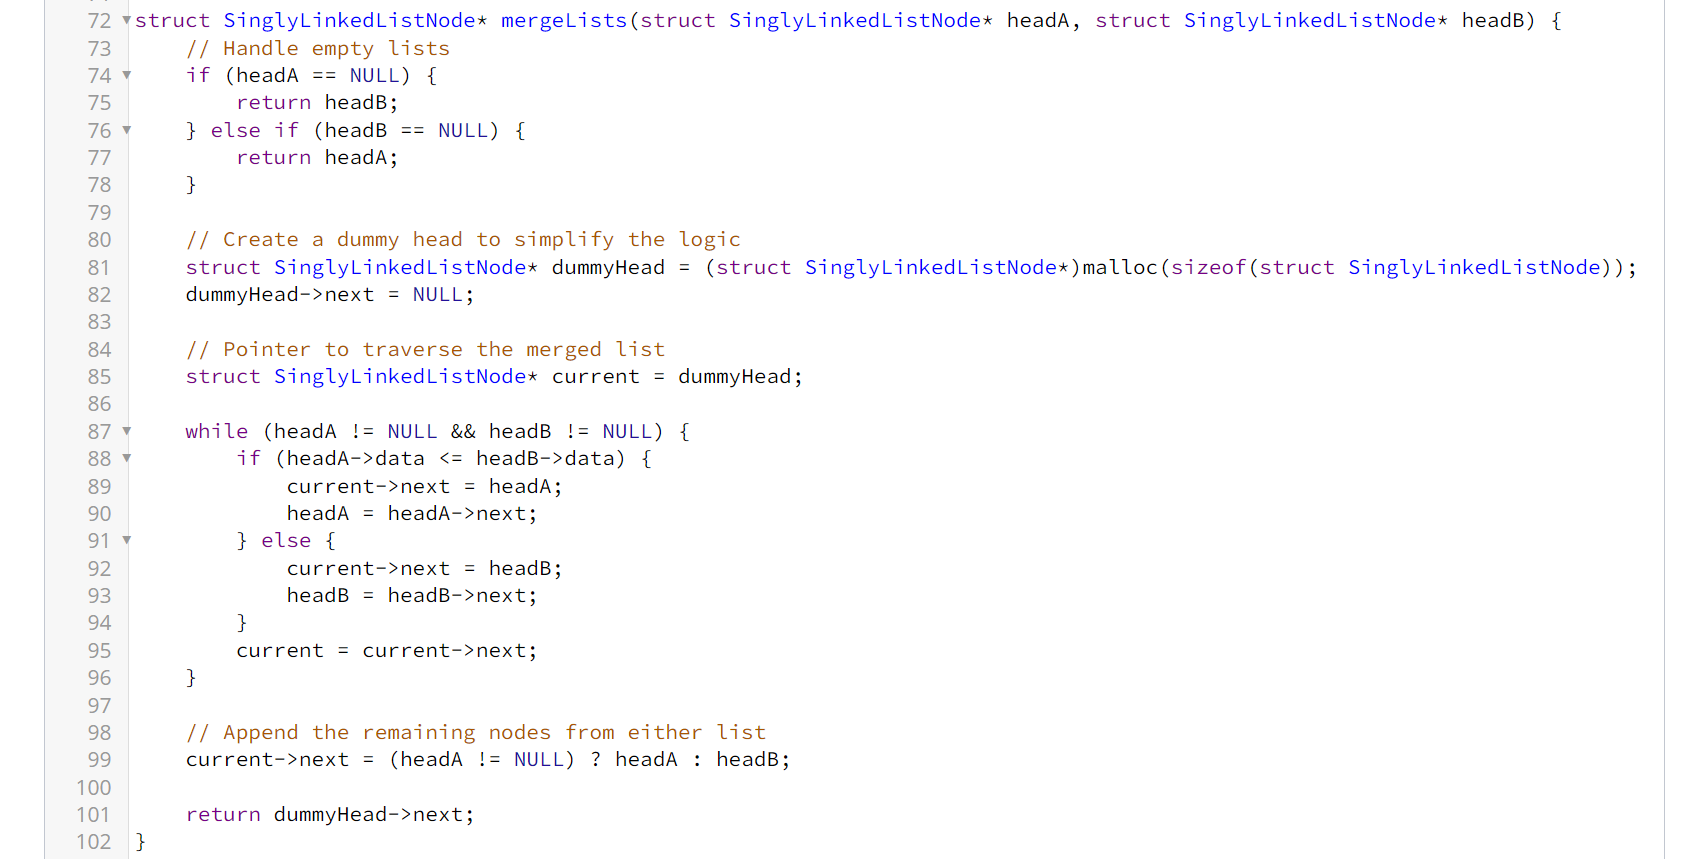 72 struct SinglyLinkedListNode* mergeLists(struct SinglyLinkedListNode* headA, struct SinglyLinkedListNode* headB) {
73     // Handle empty lists
74     if (headA == NULL) {
75         return headB;
76     } else if (headB == NULL) {
77         return headA;
78     }
79
80     // Create a dummy head to simplify the logic
81     struct SinglyLinkedListNode* dummyHead = (struct SinglyLinkedListNode*)malloc(sizeof(struct SinglyLinkedListNode));
82     dummyHead->next = NULL;
83
84     // Pointer to traverse the merged list
85     struct SinglyLinkedListNode* current = dummyHead;
86
87     while (headA != NULL && headB != NULL) {
88         if (headA->data <= headB->data) {
89             current->next = headA;
90             headA = headA->next;
91         } else {
92             current->next = headB;
93             headB = headB->next;
94         }
95         current = current->next;
96     }
97
98     // Append the remaining nodes from either list
99     current->next = (headA != NULL) ? headA : headB;
100
101     return dummyHead->next;
102 }